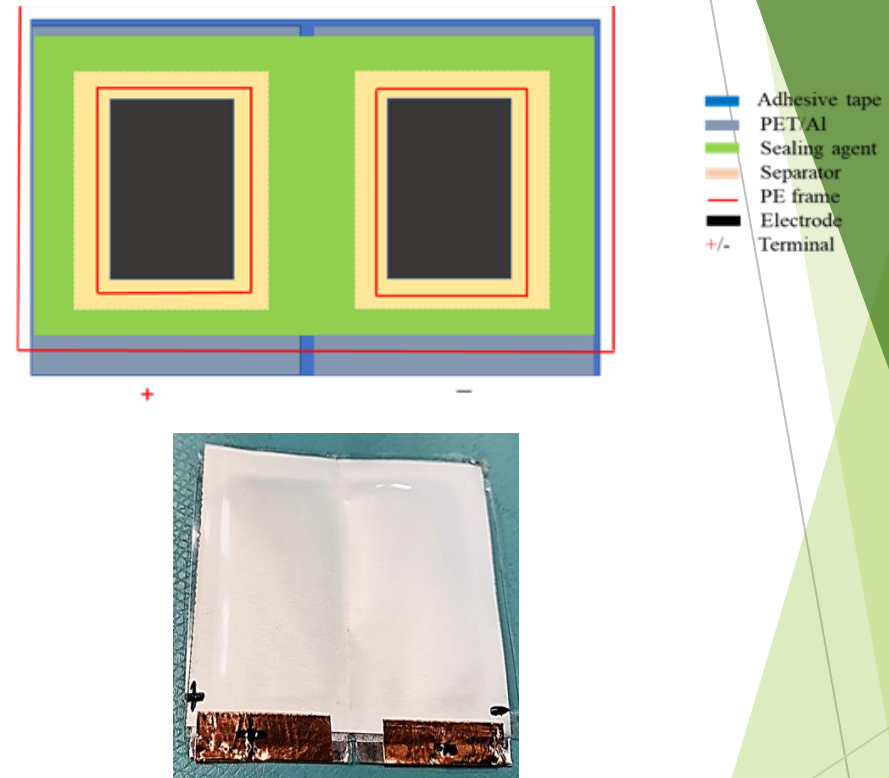 Adhesive tape
PET/Al
Sealing agent
Separator
PE frame
Electrode
+/- Terminal
+ −
+ -
+ -